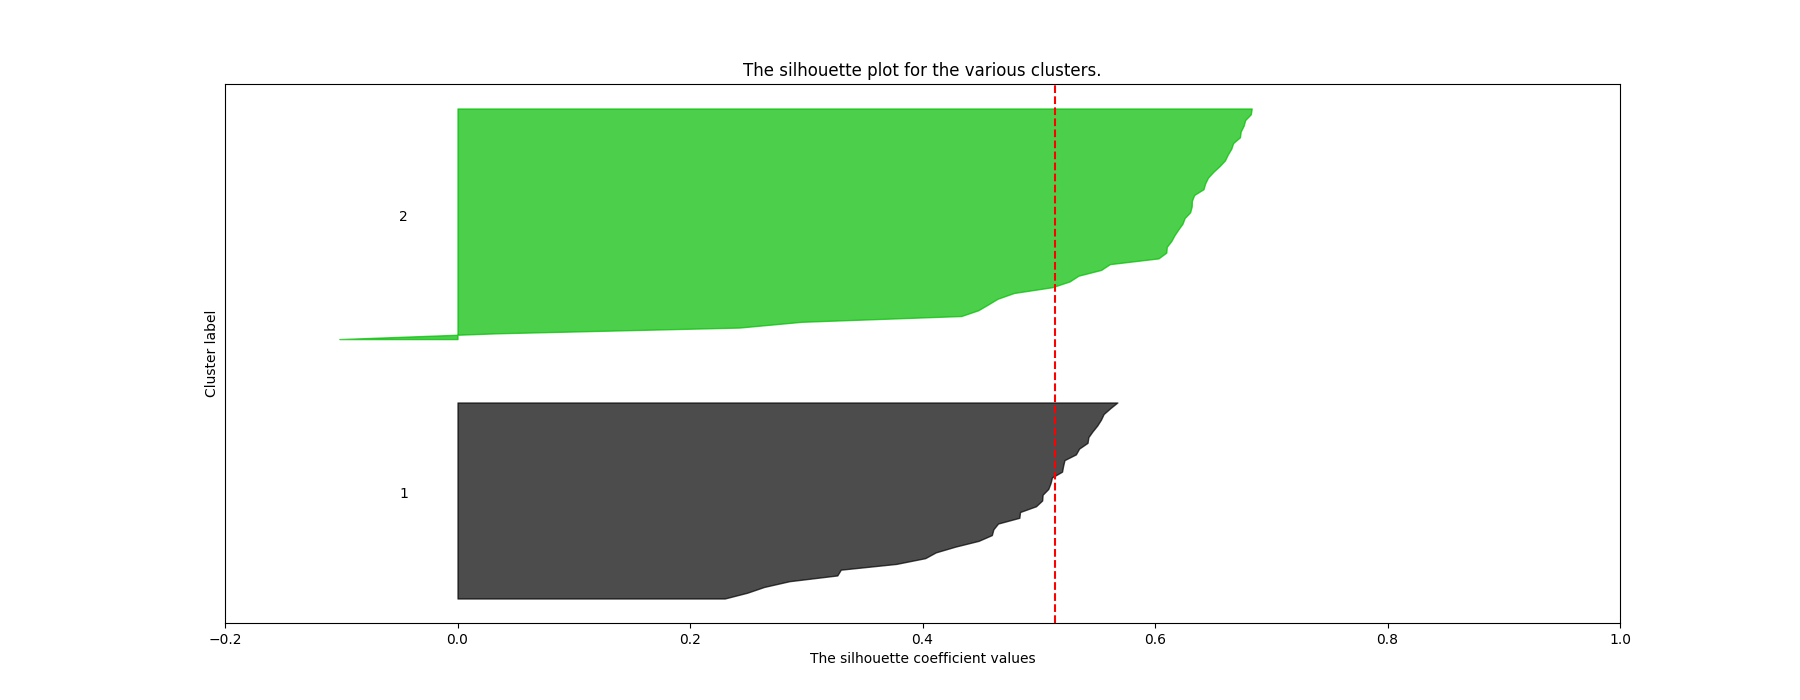 The silhouette plot for the various clusters.
2
1
Cluster label
−0.2 0.0 0.2 0.4 0.6 0.8 1.0
The silhouette coefficient values